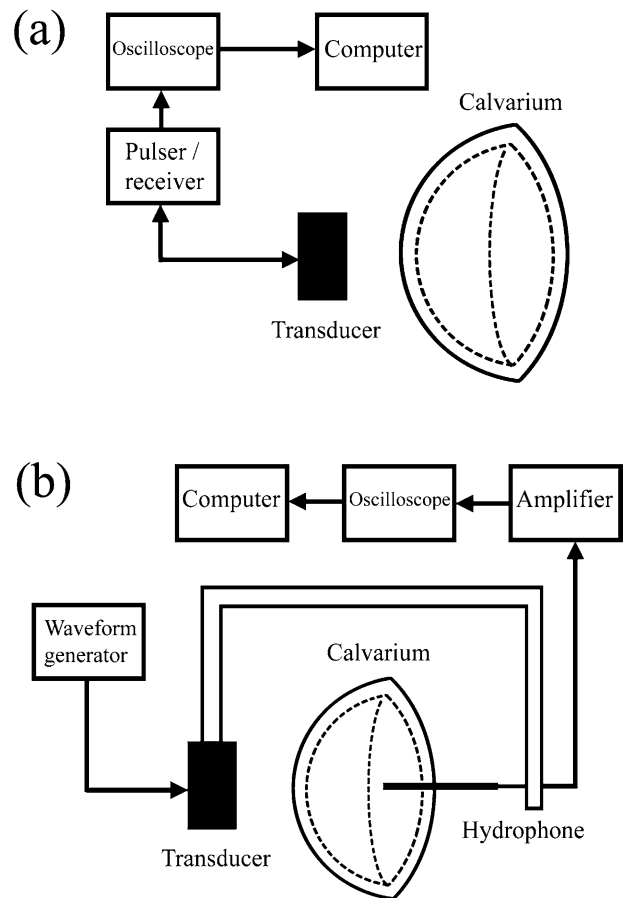 (a)
Oscilloscope
Computer
Calvarium
Pulser /
receiver
Transducer
(b)
Computer
Oscilloscope
Amplifier
Waveform
generator
Calvarium
Hydrophone
Transducer